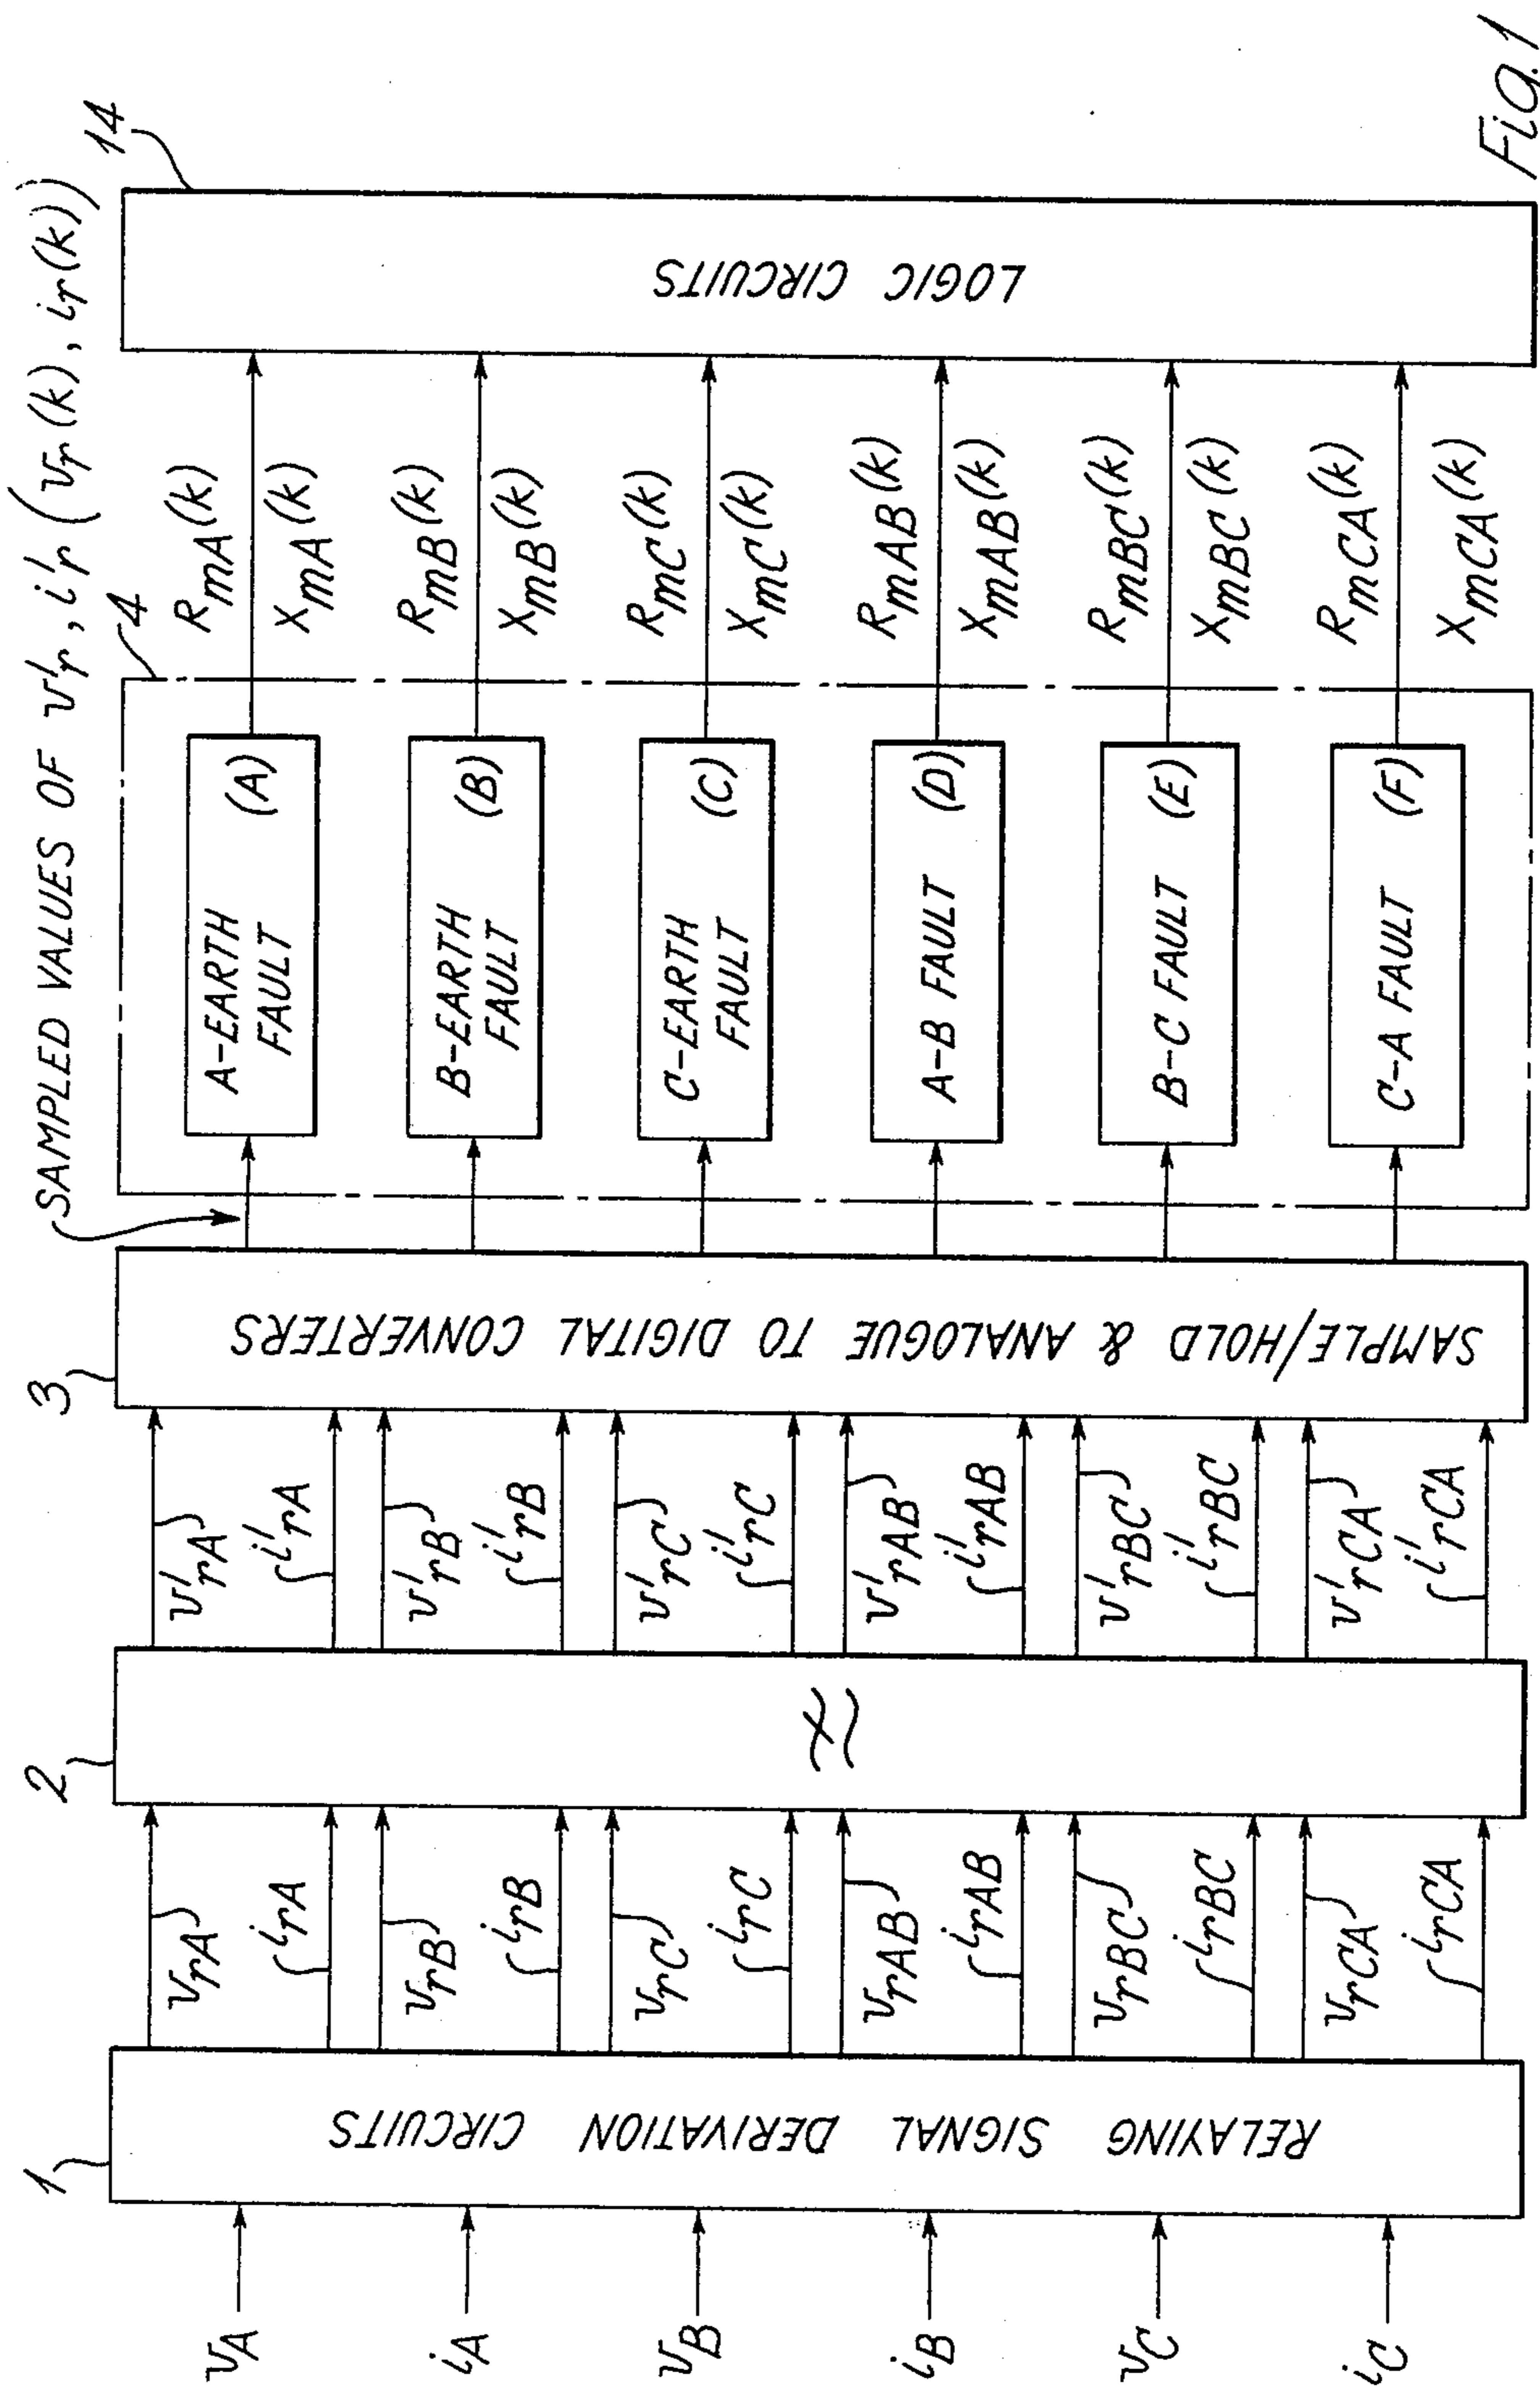 SAMPLED VALUES OF v'r, i'r (vr(k), ir(k))
1
2
3
4
14
vA
iA
vB
iB
vC
iC
RELAYING SIGNAL DERIVATION CIRCUITS
vrA
irA
vrB
irB
vrC
irC
vrAB
irAB
vrBC
irBC
vrCA
irCA
v'rA
i'rA
v'rB
i'rB
v'rC
i'rC
v'rAB
i'rAB
v'rBC
i'rBC
v'rCA
i'rCA
SAMPLE/HOLD & ANALOGUE TO DIGITAL CONVERTERS
A-EARTH (A)
FAULT
B-EARTH (B)
FAULT
C-EARTH (C)
FAULT
A-B FAULT (D)
B-C FAULT (E)
C-A FAULT (F)
RmA(k)
XmA(k)
RmB(k)
XmB(k)
RmC(k)
XmC(k)
RmAB(k)
XmAB(k)
RmBC(k)
XmBC(k)
RmCA(k)
XmCA(k)
LOGIC CIRCUITS
FIG. 1